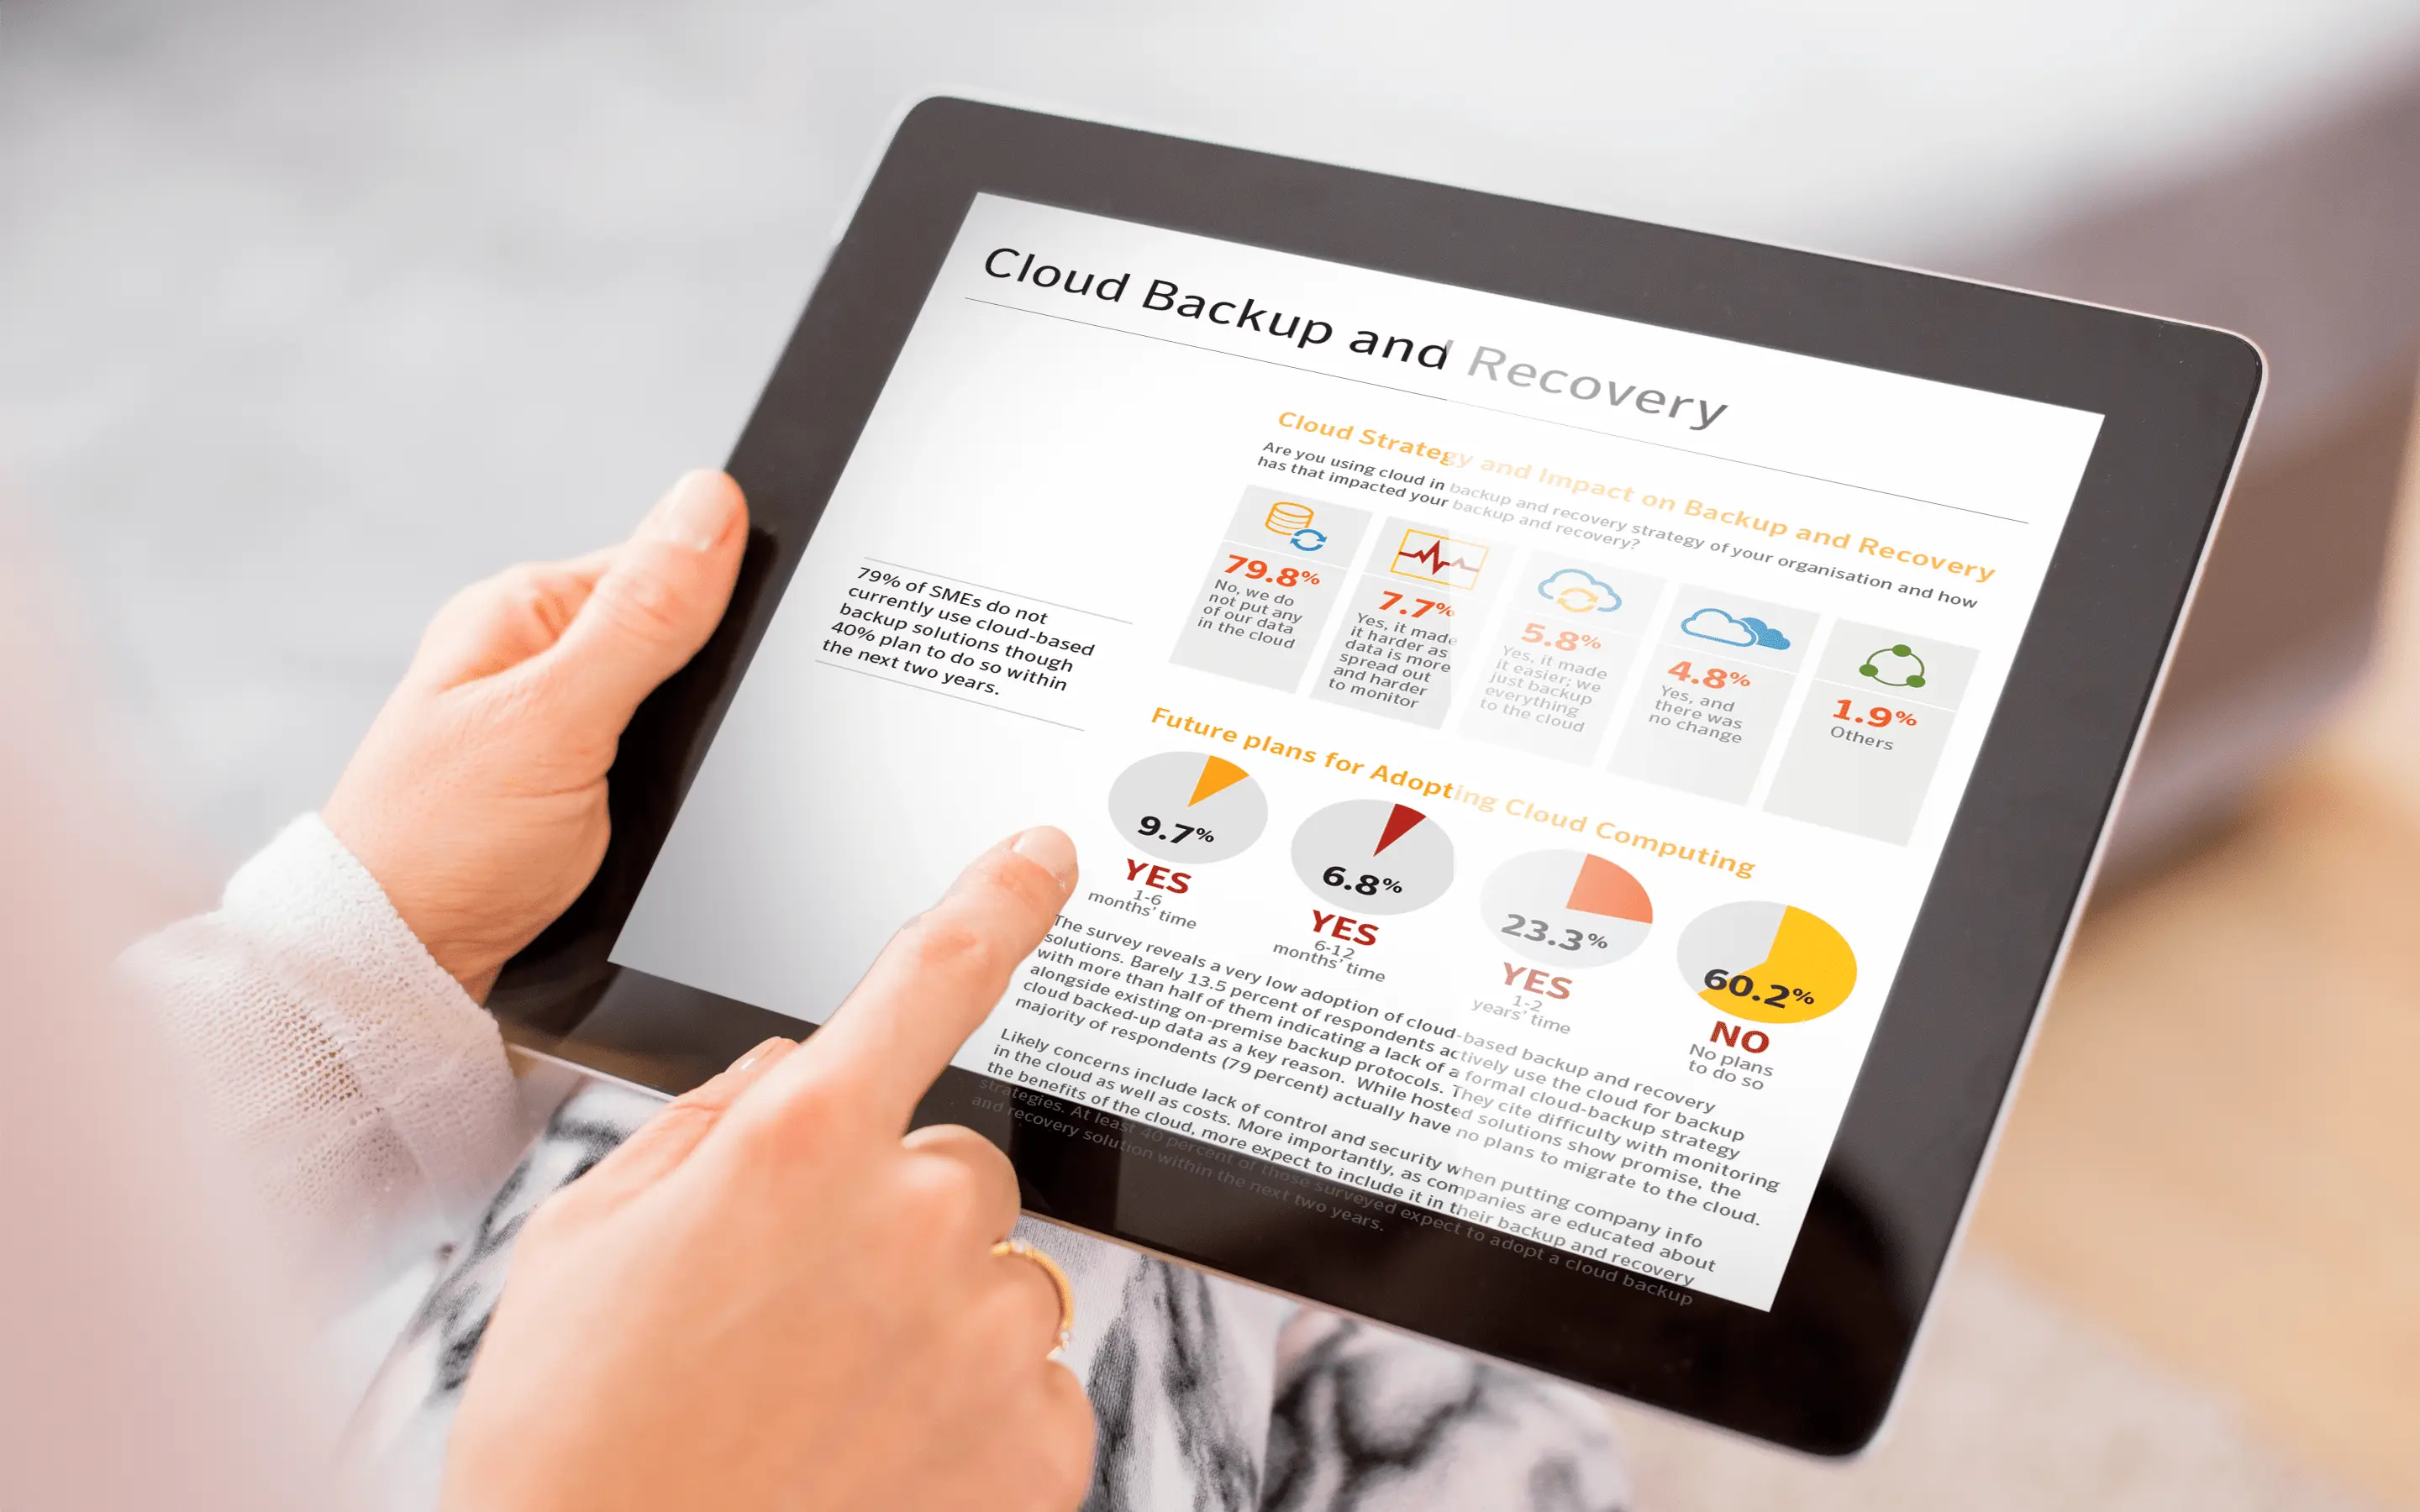 Cloud Backup and Recovery
Cloud Strategy and Impact on Backup and Recovery
Are you using cloud in backup and recovery strategy of your organisation and how
has that impacted your backup and recovery?
79.8%
No, we do
not put any
of our data
in the cloud
7.7%
Yes, it made
it harder as
data is more
spread out
and harder
to monitor
5.8%
Yes, it made
it easier; we
just backup
everything
to the cloud
4.8%
Yes, and
there was
no change
1.9%
Others
79% of SMEs do not
currently use cloud-based
backup solutions though
40% plan to do so within
the next two years.
Future plans for Adopting Cloud Computing
9.7%
YES
1-6
months' time
6.8%
YES
6-12
months' time
23.3%
YES
1-2
years' time
60.2%
NO
No plans
to do so
The survey reveals a very low adoption of cloud-based backup and recovery
solutions. Barely 13.5 percent of respondents actively use the cloud for backup
with more than half of them indicating a lack of a formal cloud-backup strategy
alongside existing on-premise backup protocols. They cite difficulty with monitoring
cloud backed-up data as a key reason. While hosted solutions show promise, the
majority of respondents (79 percent) actually have no plans to migrate to the cloud.
Likely concerns include lack of control and security when putting company info
in the cloud as well as costs. More importantly, as companies are educated about
the benefits of the cloud, more expect to include it in their backup and recovery
strategies. At least 40 percent of those surveyed expect to adopt a cloud backup
and recovery solution within the next two years.